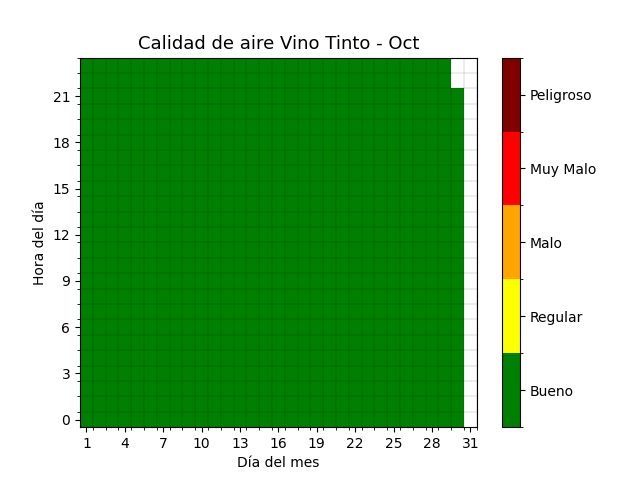 Calidad de aire Vino Tinto - Oct
Hora del día
21
18
15
12
9
6
3
0
1 4 7 10 13 16 19 22 25 28 31
Día del mes
Peligroso
Muy Malo
Malo
Regular
Bueno